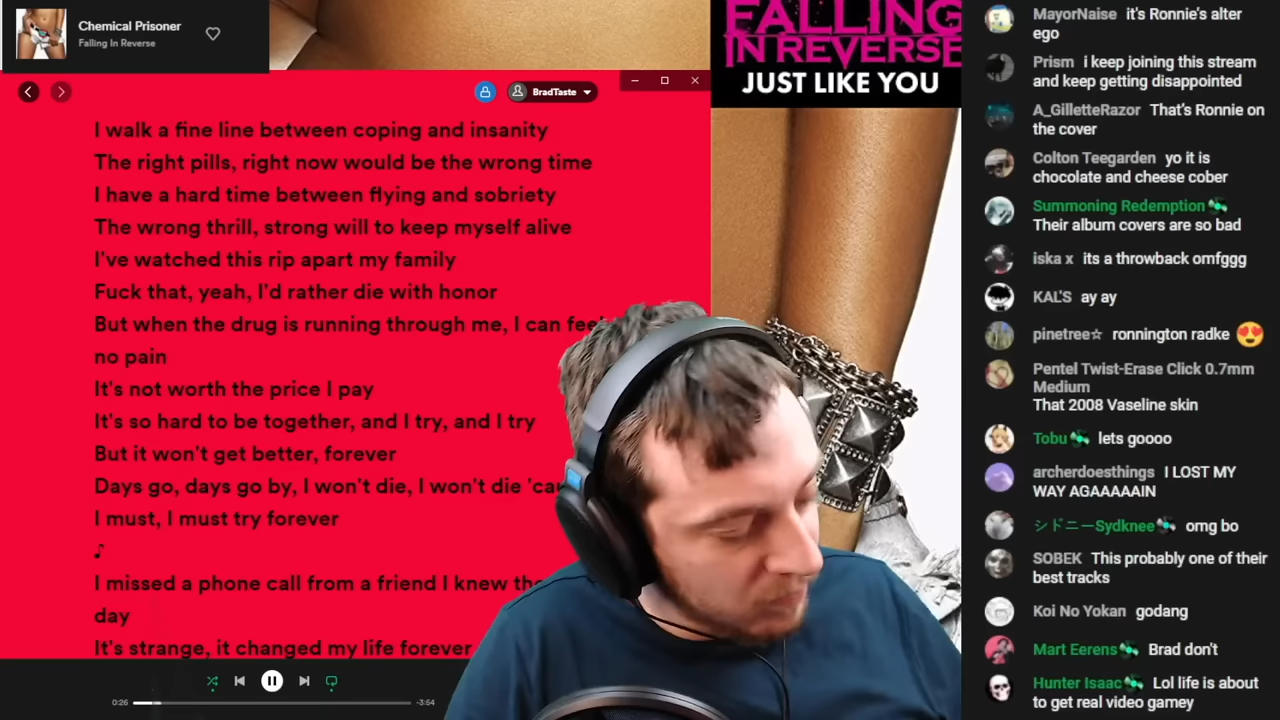 Chemical Prisoner
Falling In Reverse
FALLING
IN REVERSE
JUST LIKE YOU
BradTaste
I walk a fine line between coping and insanity
The right pills, right now would be the wrong time
I have a hard time between flying and sobriety
The wrong thrill, strong will to keep myself alive
I've watched this rip apart my family
Fuck that, yeah, I'd rather die with honor
But when the drug is running through me, I can
no pain
It's not worth the price I pay
It's so hard to be together, and I try, and I try
But it won't get better, forever
Days go, days go by, I won't die, I won't die
I must, I must try forever
♪
I missed a phone call from a friend I knew
day
It's strange, it changed my life forever
0:26
-3:54
MayorNaise it's Ronnie's alter
ego
Prism i keep joining this stream
and keep getting disappointed
A_GilletteRazor That's Ronnie on
the cover
Colton Teegarden yo it is
chocolate and cheese cober
Summoning Redemption
Their album covers are so bad
iska x its a throwback omfggg
KAL'S ay ay
pinetree☆ ronnington radke 😍
Pentel Twist-Erase Click 0.7mm
Medium
That 2008 Vaseline skin
Tobu lets goooo
archerdoesthings I LOST MY
WAY AGAAAAAIN
シドニーSydknee omg bo
SOBEK This probably one of their
best tracks
Koi No Yokan godang
Mart Eerens Brad don't
Hunter Isaac Lol life is about
to get real video gamey